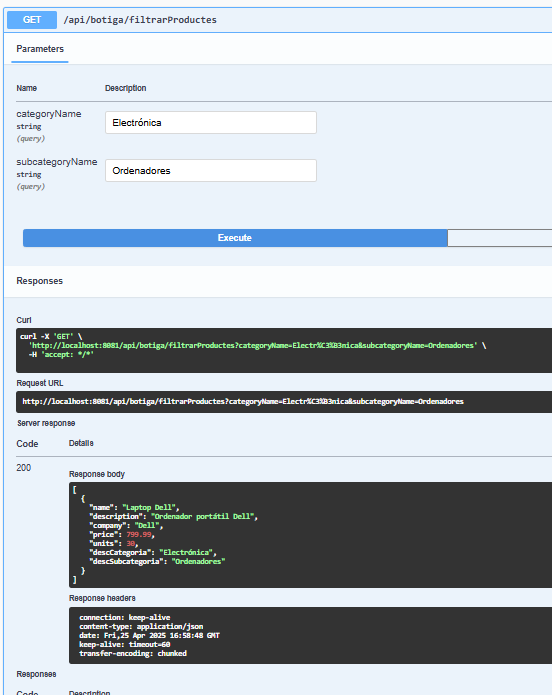 GET /api/botiga/filtrarProductes
Parameters
Name Description
categoryName
string
(query)
Electrónica
subcategoryName
string
(query)
Ordenadores
Execute
Responses
Curl
curl -X 'GET' \
'http://localhost:8081/api/botiga/filtrarProductes?categoryName=Electr%C3%B3nica&subcategoryName=Ordenadores' \
-H 'accept: */*'
Request URL
http://localhost:8081/api/botiga/filtrarProductes?categoryName=Electr%C3%B3nica&subcategoryName=Ordenadores
Server response
Code Details
200
Response body
[
{
"name": "Laptop Dell",
"description": "Ordenador portátil Dell",
"company": "Dell",
"price": 799.99,
"units": 30,
"descCategoria": "Electrónica",
"descSubcategoria": "Ordenadores"
}
]
Response headers
connection: keep-alive
content-type: application/json
date: Fri,25 Apr 2025 16:58:48 GMT
keep-alive: timeout=60
transfer-encoding: chunked
Responses
Code Description